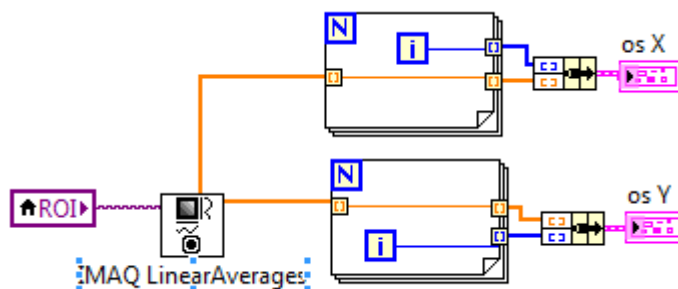 N
i
os X
N
ROI
os Y
i
IMAQ LinearAverages